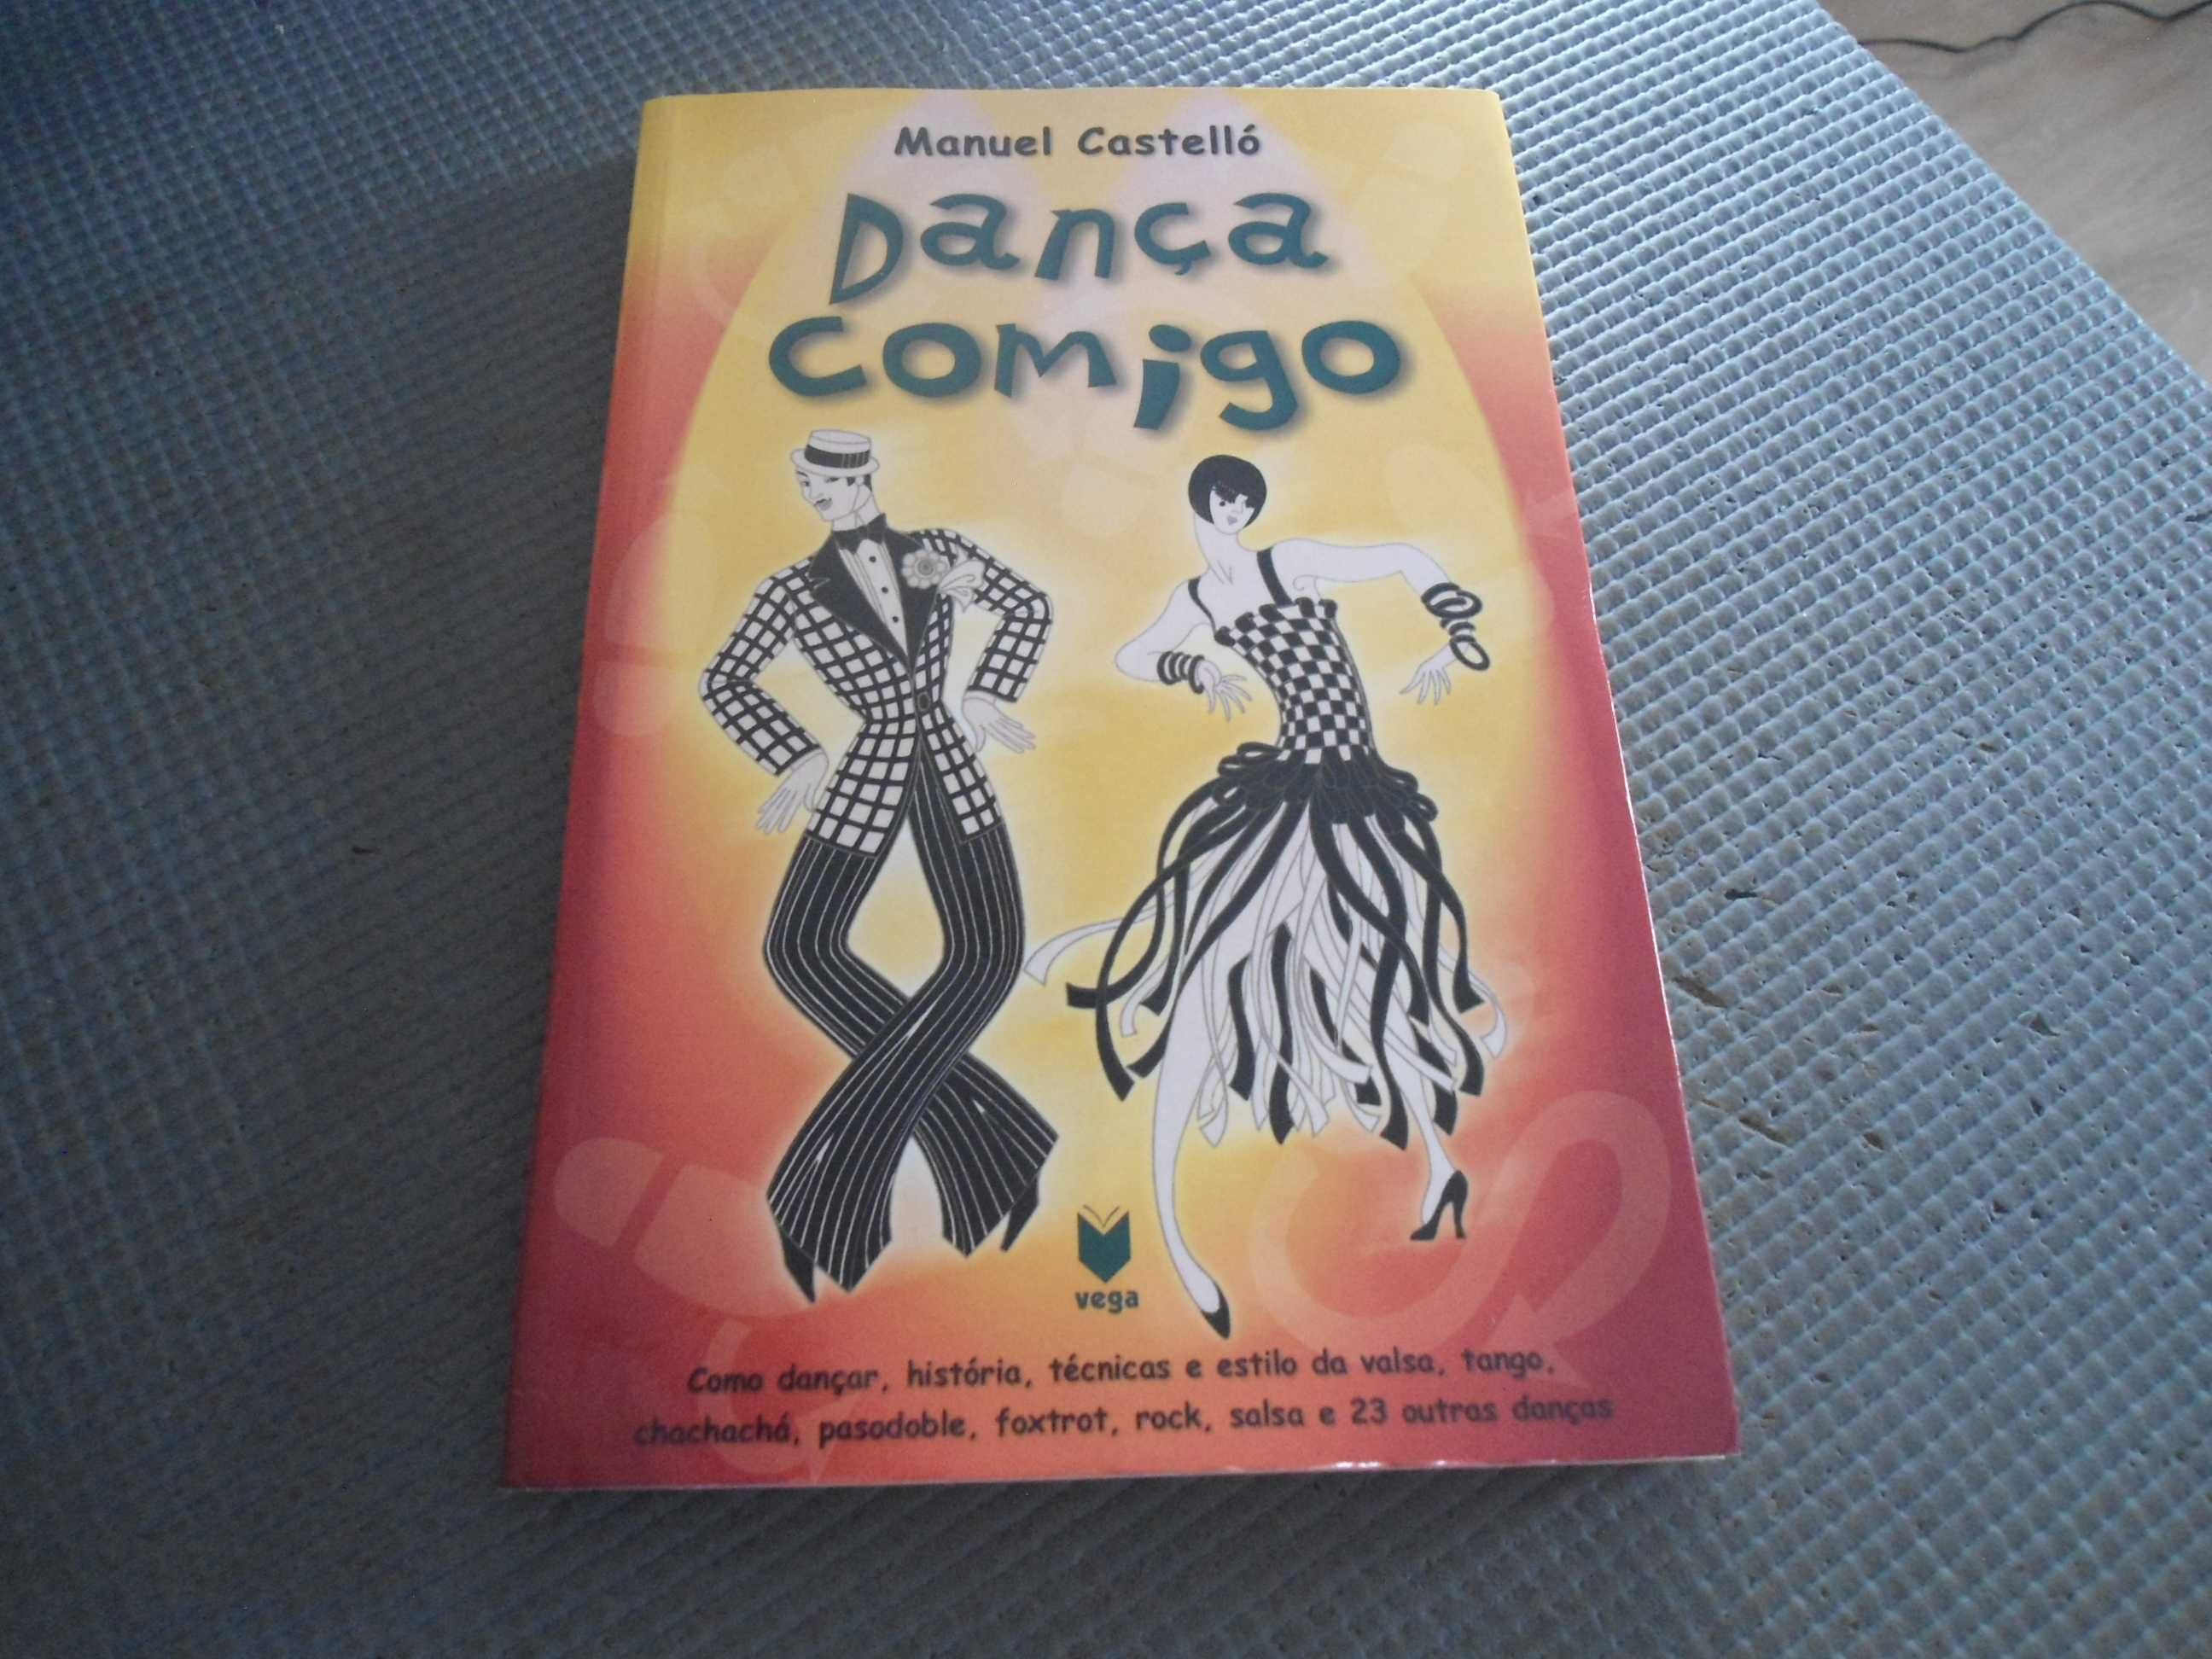 Manuel Castelló
Dança
comigo
vega
Como dançar, história, técnicas e estilo da valsa, tango,
chachachá, pasodoble, foxtrot, rock, salsa e 23 outras danças